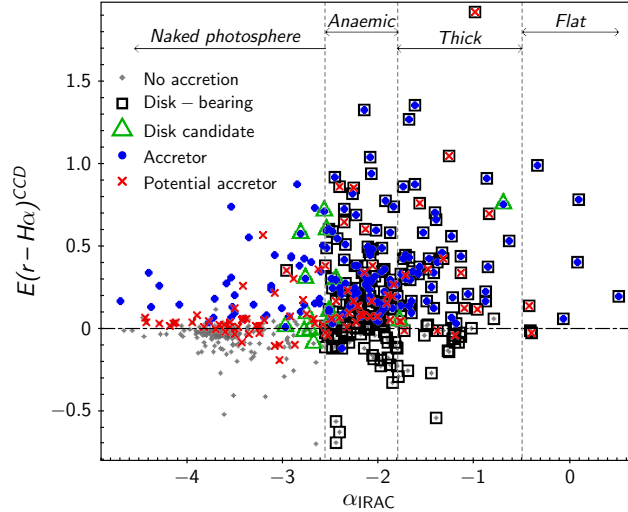 Anaemic
Flat
Naked photosphere
Thick
No accretion
Disk – bearing
Disk candidate
Accretor
Potential accretor
E(r – Hα)^CCD
1.5
1.0
0.5
0
−0.5
−4
−3
−2
−1
0
α_IRAC